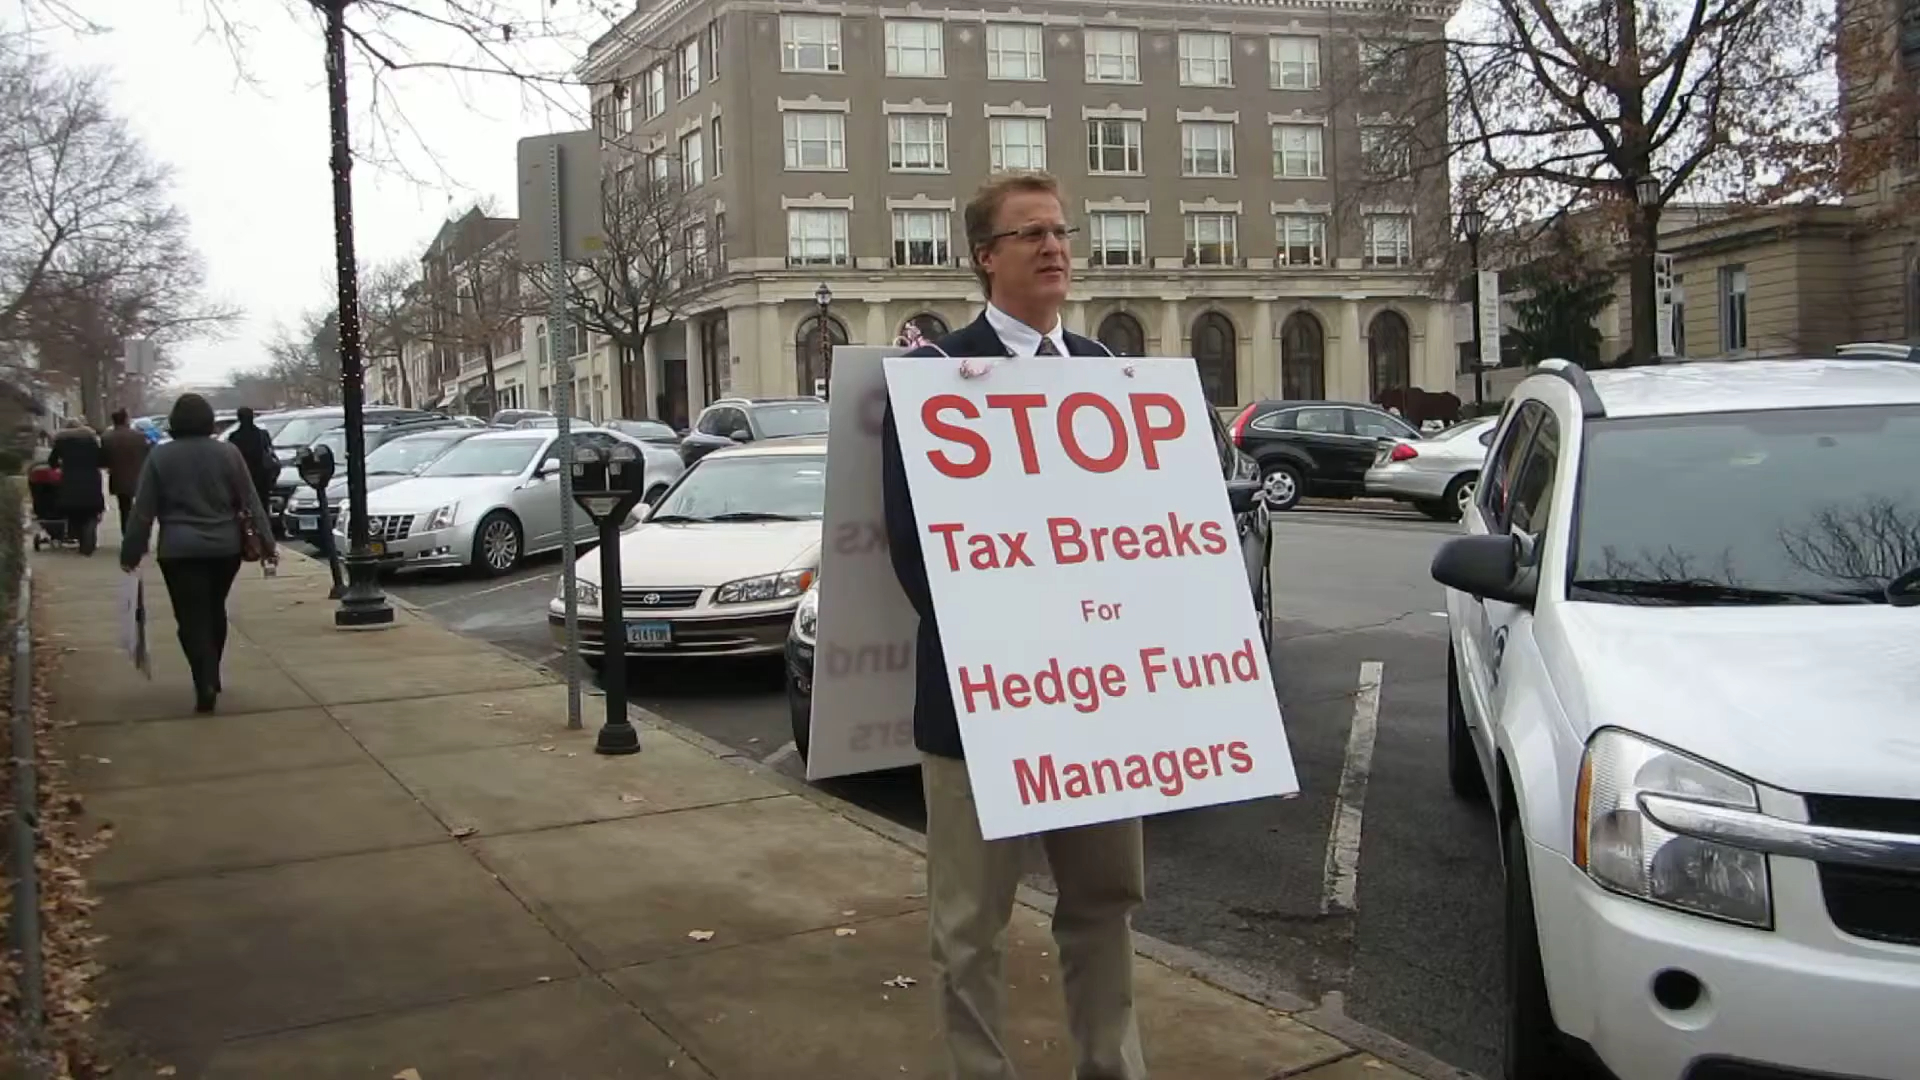 STOP
Tax Breaks
For
Hedge Fund
Managers